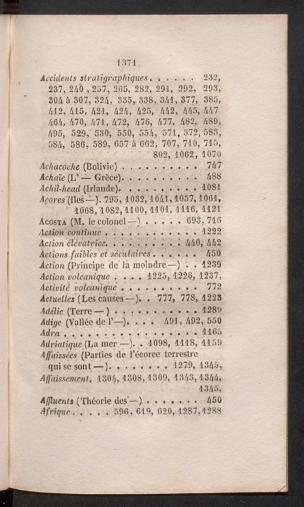 1371
Accidents stratigraphiques . . . . . . 232,
237, 240, 257, 265, 282, 291, 292, 293,
304 à 307, 324, 335, 338, 341, 377, 385,
412, 415, 421, 424, 425, 442, 445, 447
464, 470, 471, 472, 476, 477, 482, 489,
495, 529, 530, 550, 554, 571, 572, 583,
584, 586, 589, 657 à 662, 707, 710, 715,
802, 1062, 1070
Achacoche (Bolivie) . . . . . . . . . 747
Achaïe (L'— Grèce) . . . . . . . . . 488
Achil-head (Irlande) . . . . . . . . . 1081
Açores (Iles —). 795, 1032, 1041, 1057, 1061,
1068, 1082, 1100, 1101, 1116, 1121
Acosta (M. le colonel —) . . . . . 693, 716
Action continue . . . . . . . . . . . 1222
Action élévatrice . . . . . . . . . 440, 442
Actions faibles et séculaires . . . . . . 450
Action (Principe de la moindre —) . . 1239
Action volcanique . . . . 1225, 1226, 1237,
Activité volcanique . . . . . . . . . 772
Actuelles (Les causes —) . . 777, 778, 1223
Adélie (Terre —) . . . . . . . . . . . 1289
Adige (Vallée de l'—) . . . . 491, 492, 550
Adra . . . . . . . . . . . . . . . . 1165
Adriatique (La mer —) . . 1098, 1118, 1159
Affaissées (Parties de l'écorce terrestre
qui se sont —) . . . . . . . . 1279, 1345,
Affaissement. 1304, 1308, 1309, 1343, 1344,
1345,
Affluents (Théorie des —) . . . . . . . 450
Afrique . . . . . 596, 619, 620, 1287, 1288